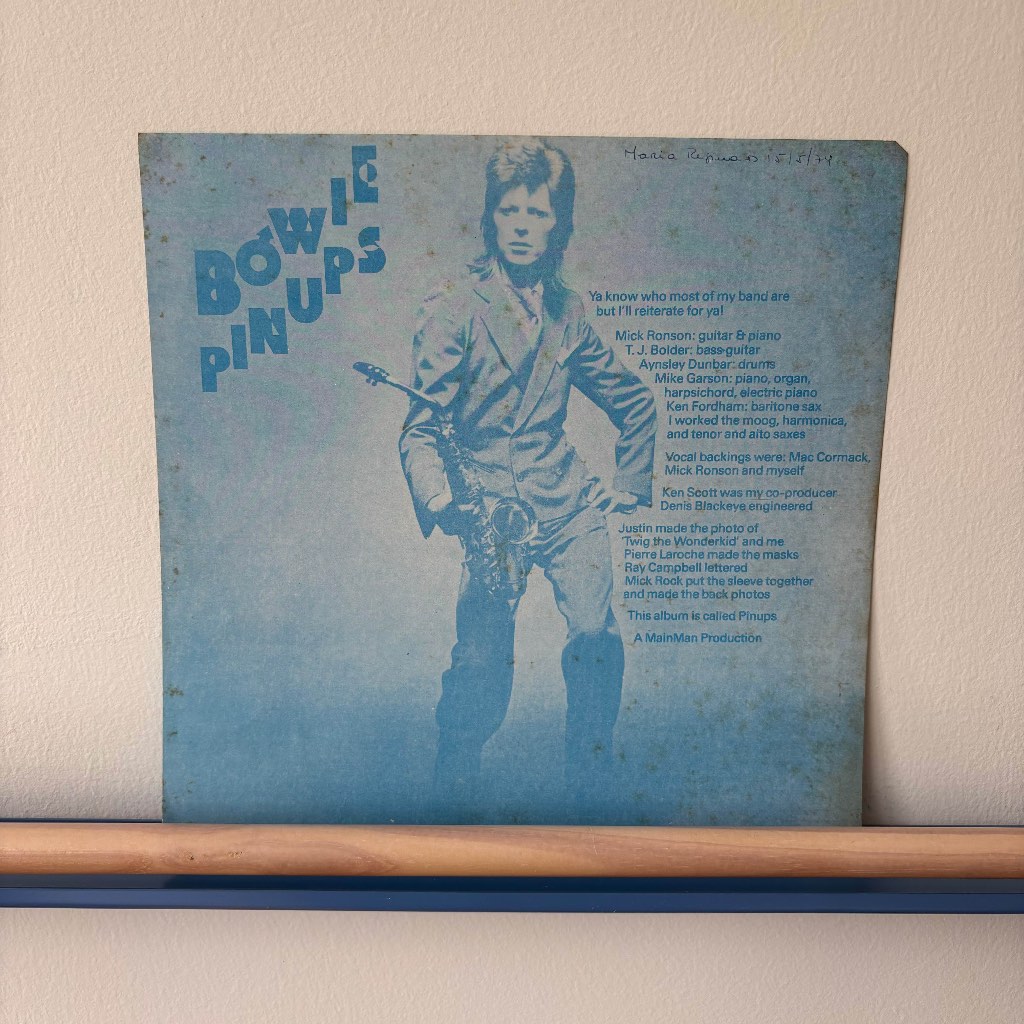 BOWIE
PINUPS
Maria Regina 15/5/74
Ya know who most of my band are
but I'll reiterate for ya!
Mick Ronson: guitar & piano
T. J. Bolder: bass-guitar
Aynsley Dunbar: drums
Mike Garson: piano, organ,
harpsichord, electric piano
Ken Fordham: baritone sax
I worked the moog, harmonica,
and tenor and alto saxes
Vocal backings were: Mac Cormack,
Mick Ronson and myself
Ken Scott was my co-producer
Denis Blackeye engineered
Justin made the photo of
'Twig the Wonderkid' and me
Pierre Laroche made the masks
Ray Campbell lettered
Mick Rock put the sleeve together
and made the back photos
This album is called Pinups
A MainMan Production